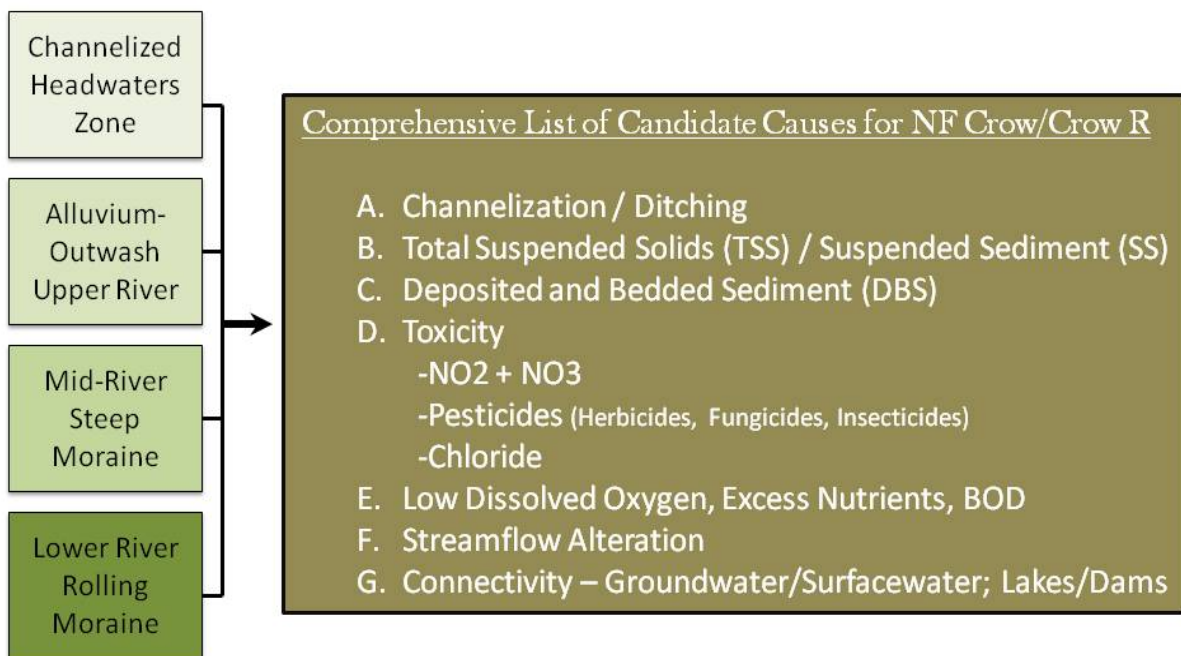 Channelized
Headwaters
Zone
Alluvium-
Outwash
Upper River
Mid-River
Steep
Moraine
Lower River
Rolling
Moraine
Comprehensive List of Candidate Causes for NF Crow/Crow R
A. Channelization / Ditching
B. Total Suspended Solids (TSS) / Suspended Sediment (SS)
C. Deposited and Bedded Sediment (DBS)
D. Toxicity
-NO2 + NO3
-Pesticides (Herbicides, Fungicides, Insecticides)
-Chloride
E. Low Dissolved Oxygen, Excess Nutrients, BOD
F. Streamflow Alteration
G. Connectivity – Groundwater/Surfacewater; Lakes/Dams